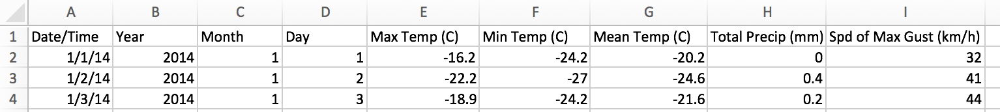 A B C D E F G H I
1 Date/Time Year Month Day Max Temp (C) Min Temp (C) Mean Temp (C) Total Precip (mm) Spd of Max Gust (km/h)
2 1/1/14 2014 1 1 -16.2 -24.2 -20.2 0 32
3 1/2/14 2014 1 2 -22.2 -27 -24.6 0.4 41
4 1/3/14 2014 1 3 -18.9 -24.2 -21.6 0.2 44